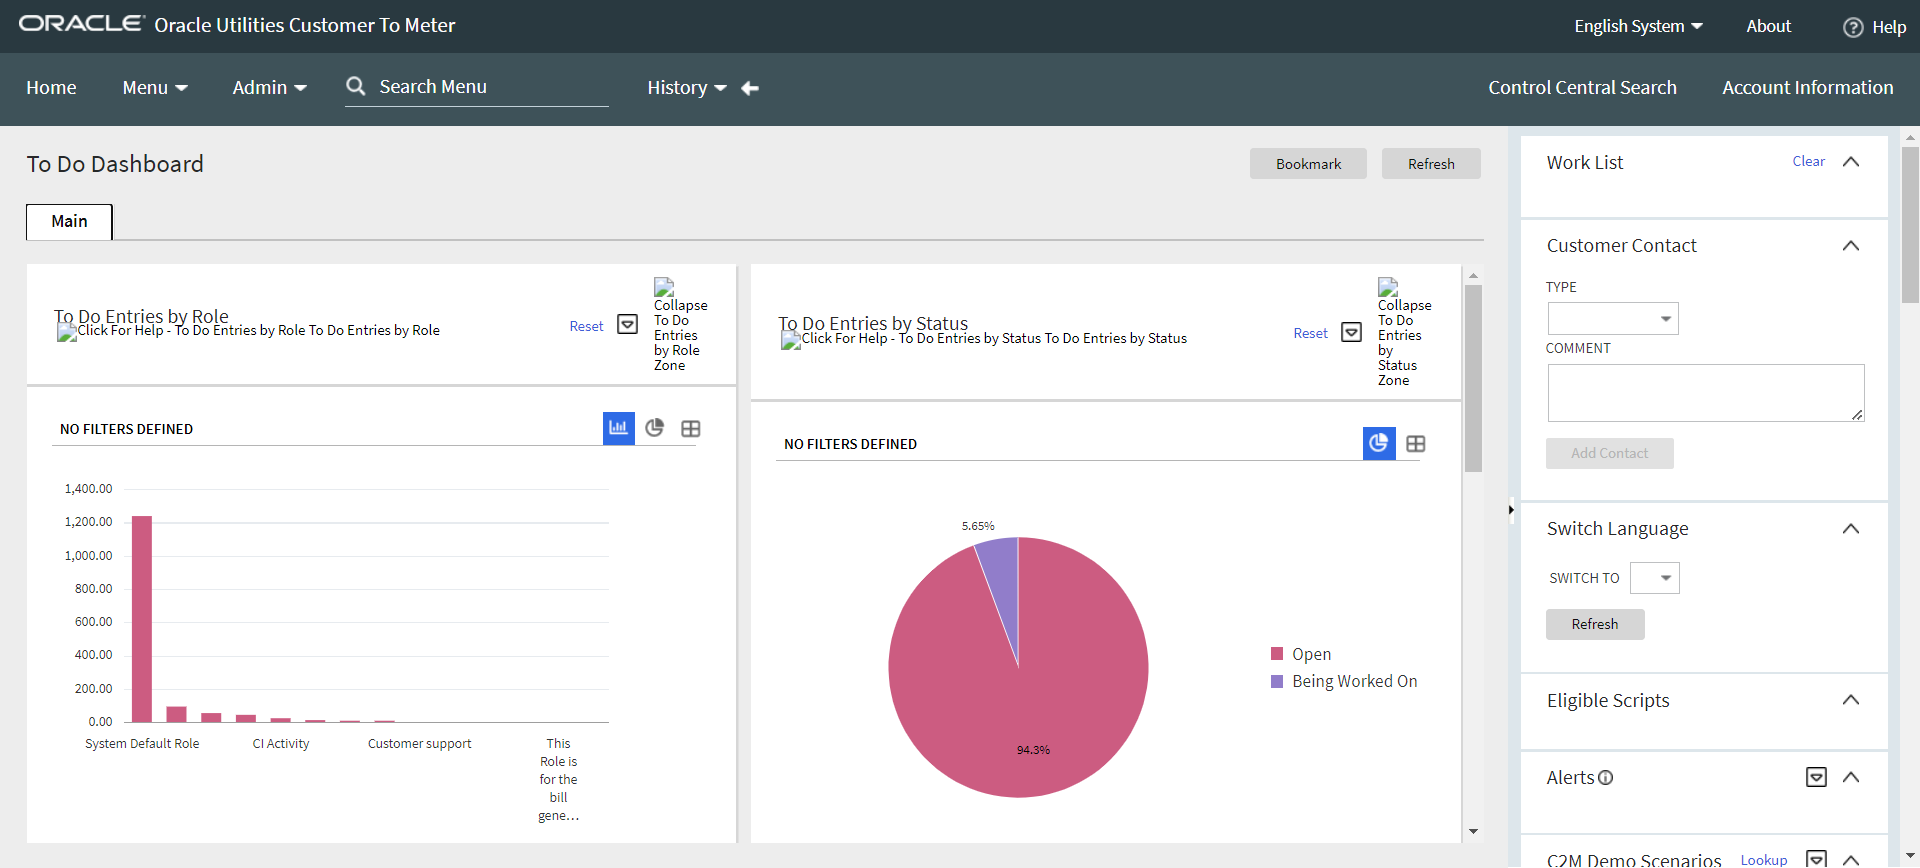 ORACLE Oracle Utilities Customer To Meter
English System
About
Help
Home
Menu
Admin
Search Menu
History
Control Central Search
Account Information
To Do Dashboard
Bookmark
Refresh
Main
To Do Entries by Role
Click For Help - To Do Entries by Role To Do Entries by Role
Reset
Collapse
To Do
Entries
by Role
Zone
NO FILTERS DEFINED
1,400.00
1,200.00
1,000.00
800.00
600.00
400.00
200.00
0.00
System Default Role
CI Activity
Customer support
This
Role is
for the
bill
gene...
To Do Entries by Status
Click For Help - To Do Entries by Status To Do Entries by Status
Reset
Collapse
To Do
Entries
by
Status
Zone
NO FILTERS DEFINED
5.65%
94.3%
Open
Being Worked On
Work List
Clear
Customer Contact
TYPE
COMMENT
Add Contact
Switch Language
SWITCH TO
Refresh
Eligible Scripts
Alerts
C2M Demo Scenarios
Lookup